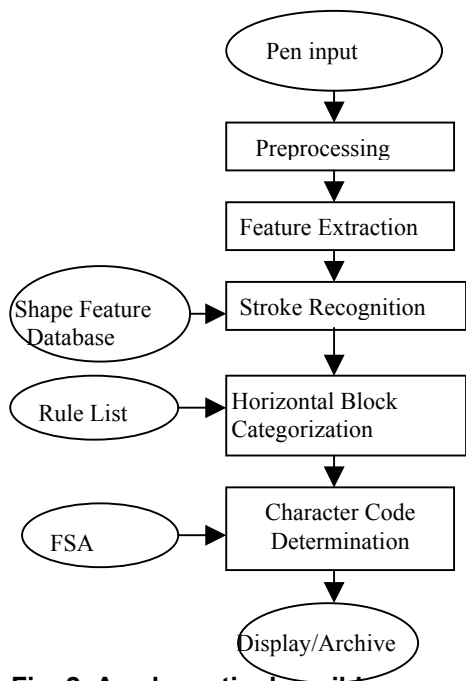 Pen input
Preprocessing
Feature Extraction
Shape Feature
Database
Stroke Recognition
Rule List
Horizontal Block
Categorization
FSA
Character Code
Determination
Display/Archive